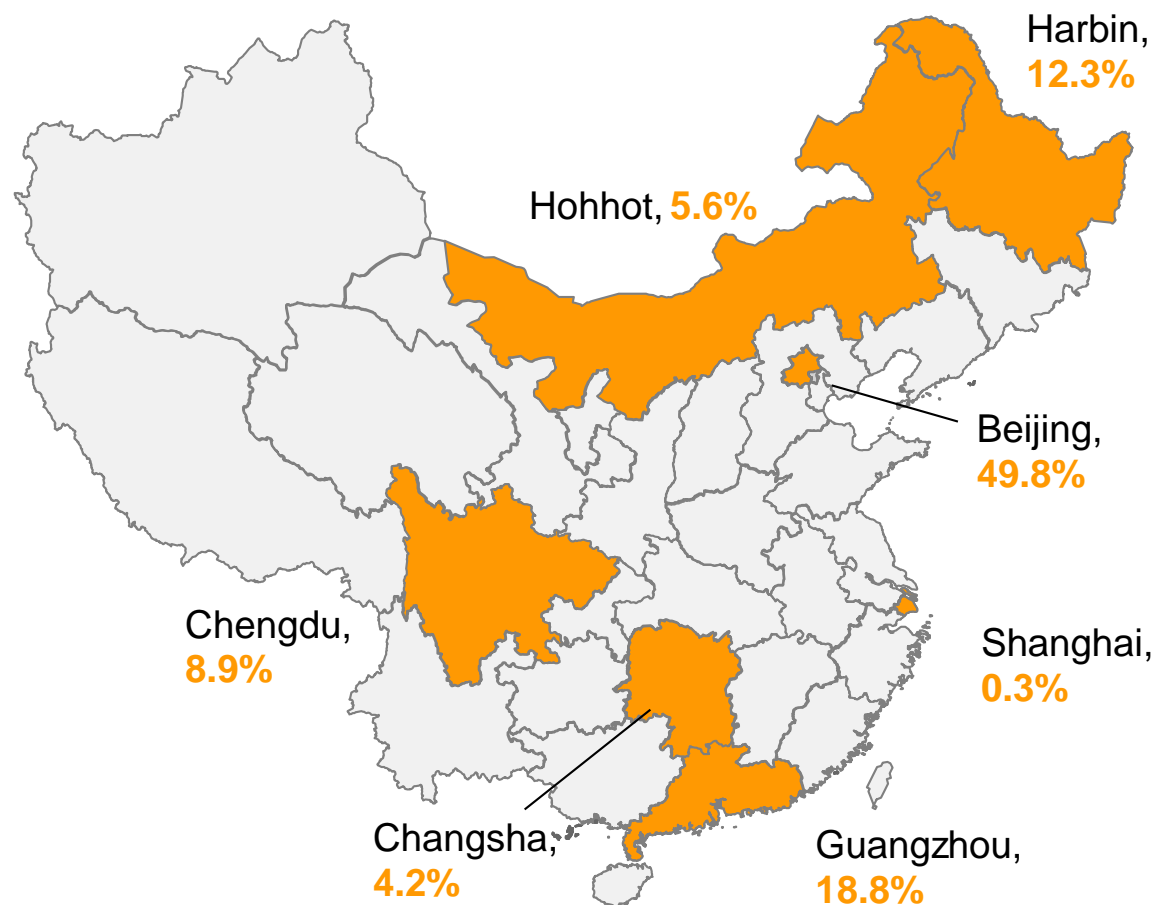 Harbin,
12.3%
Hohhot, 5.6%
Beijing,
49.8%
Chengdu,
8.9%
Shanghai,
0.3%
Changsha,
4.2%
Guangzhou,
18.8%